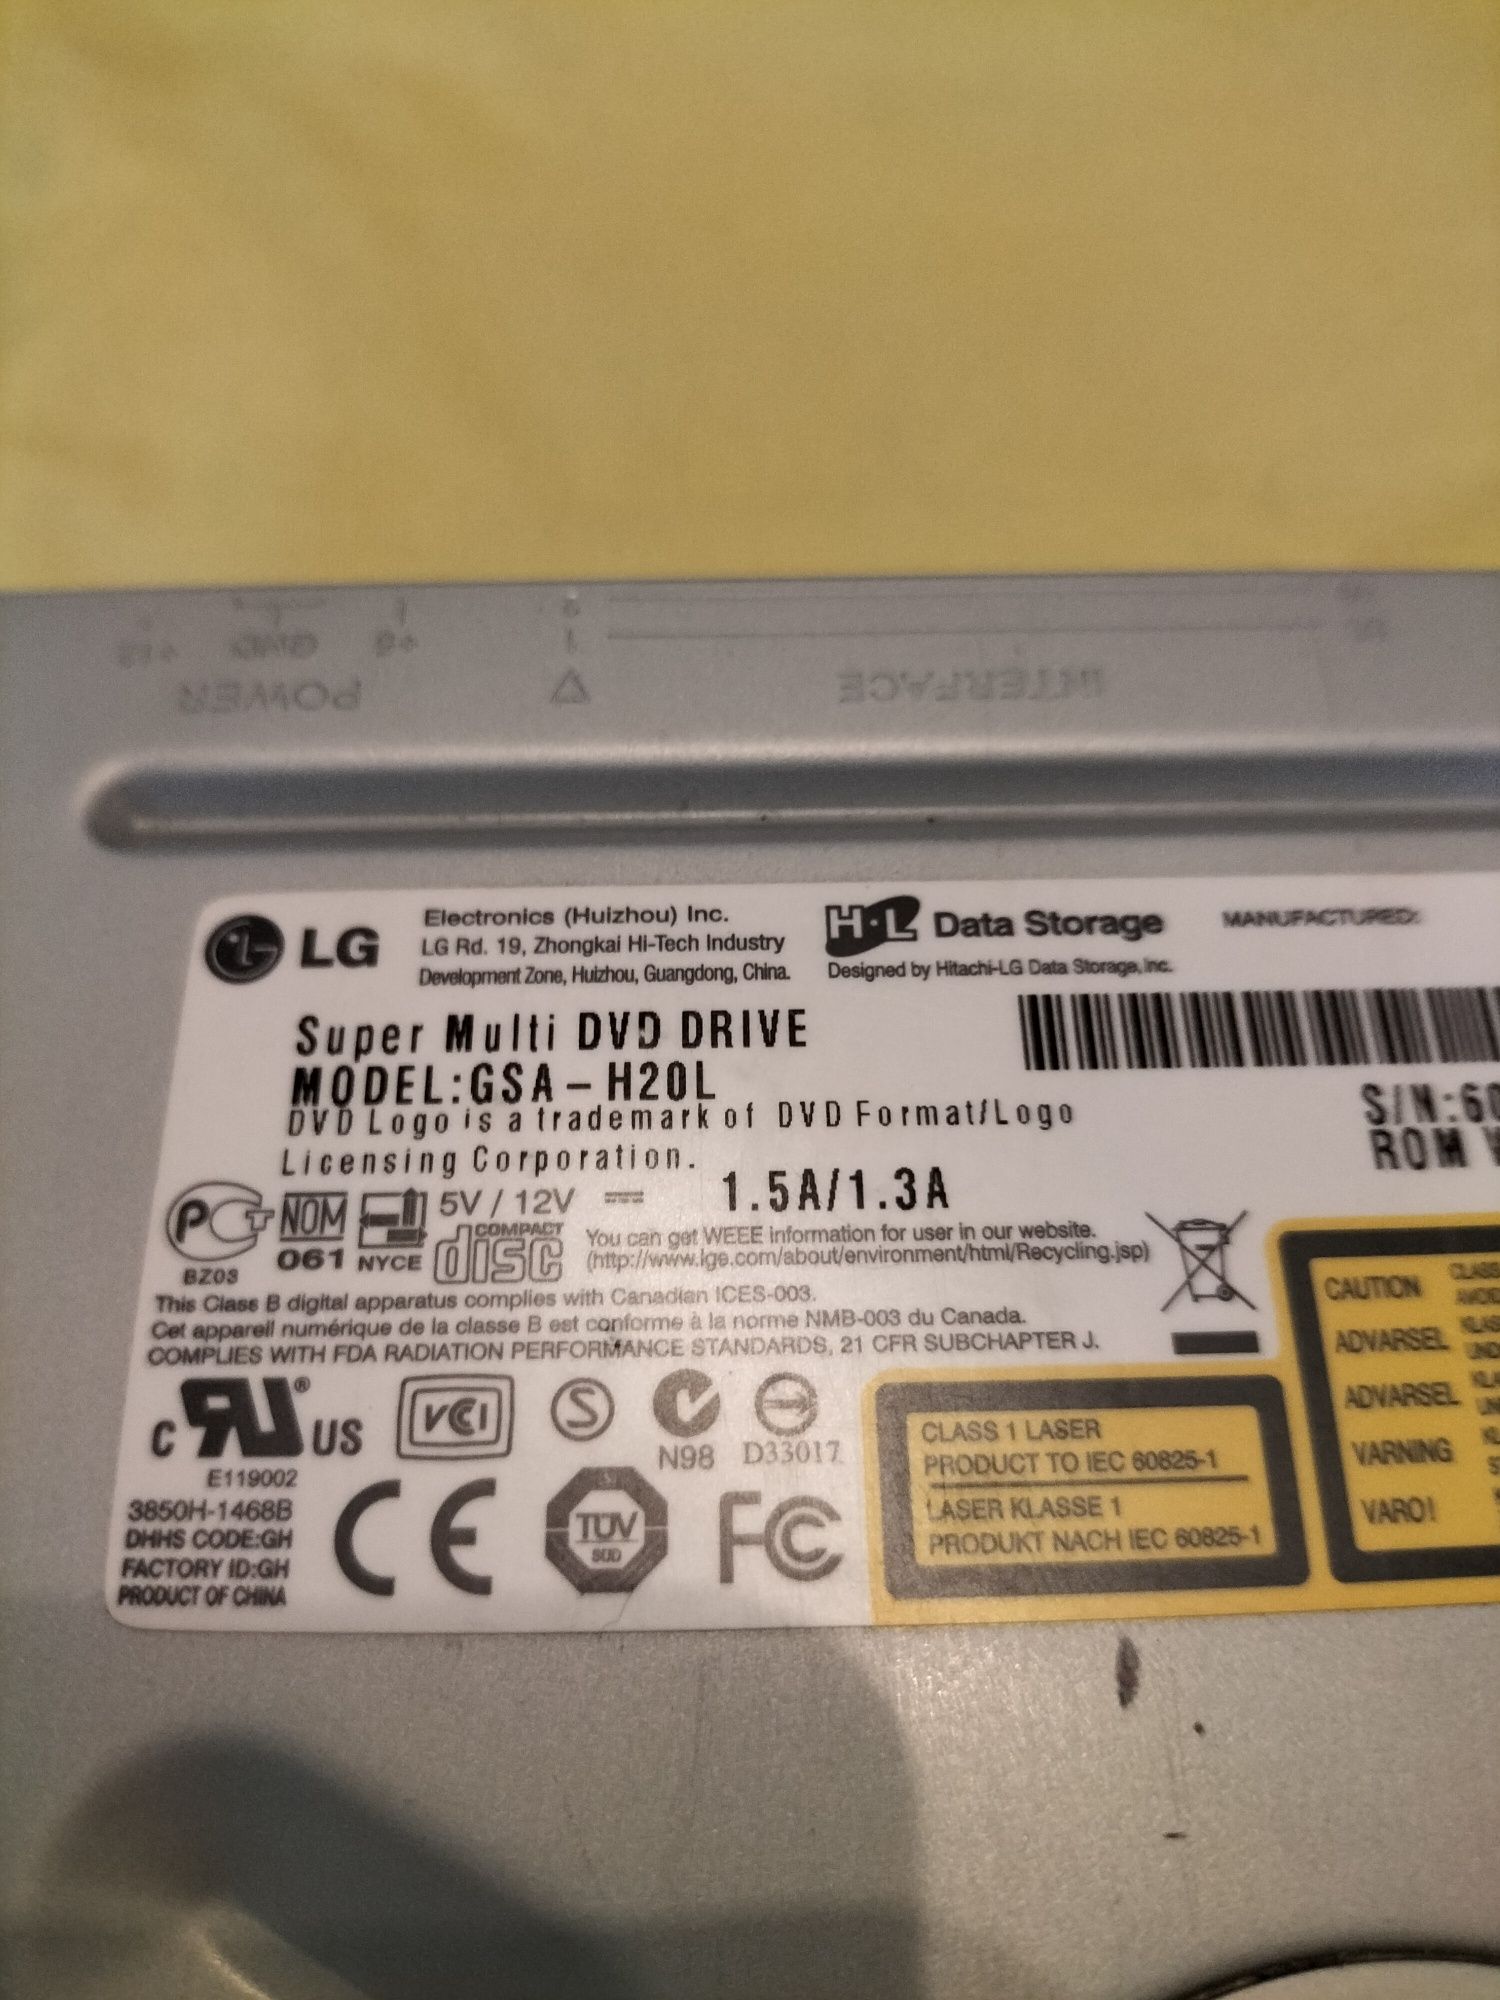 +12 GND +5
POWER
INTERFACE
LG
Electronics (Huizhou) Inc.
LG Rd. 19, Zhongkai Hi-Tech Industry
Development Zone, Huizhou, Guangdong, China.
H·L Data Storage
Designed by Hitachi-LG Data Storage, Inc.
MANUFACTURED:
Super Multi DVD DRIVE
MODEL:GSA-H20L
DVD Logo is a trademark of DVD Format/Logo
Licensing Corporation.
S/N:60
ROM
5V / 12V 1.5A/1.3A
PCT
BZ03
NOM
061
NYCE
COMPACT
disc
You can get WEEE information for user in our website.
(http://www.lge.com/about/environment/html/Recycling.jsp)
This Class B digital apparatus complies with Canadian ICES-003.
Cet appareil numérique de la classe B est conforme à la norme NMB-003 du Canada.
COMPLIES WITH FDA RADIATION PERFORMANCE STANDARDS, 21 CFR SUBCHAPTER J.
C RU ® US
E119002
VCI
S
N98
D33017
3850H-1468B
DHHS CODE:GH
FACTORY ID:GH
PRODUCT OF CHINA
CE
TÜV
SÜD
FC
CLASS 1 LASER
PRODUCT TO IEC 60825-1
LASER KLASSE 1
PRODUKT NACH IEC 60825-1
CAUTION
ADVARSEL
ADVARSEL
VARNING
VARO!